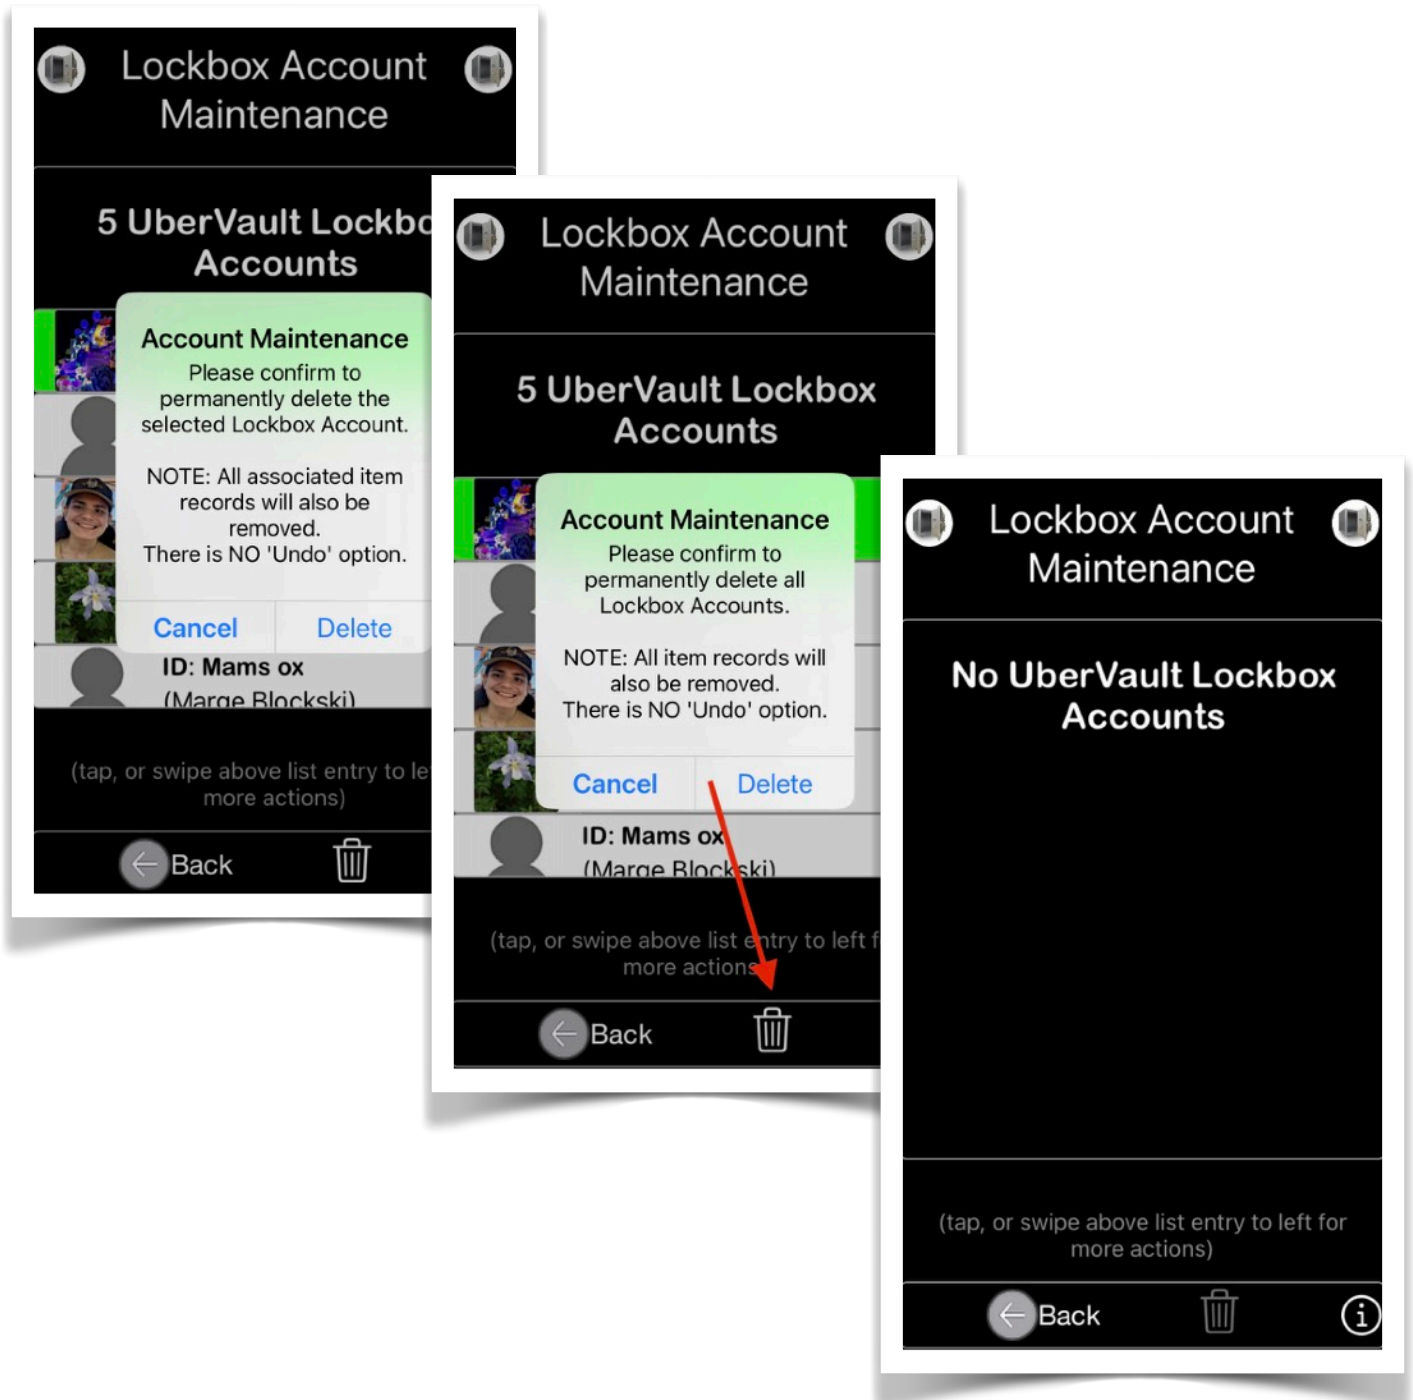 Lockbox Account
Maintenance
5 UberVault Lockbo
Accounts
Account Maintenance
Please confirm to
permanently delete the
selected Lockbox Account.
NOTE: All associated item
records will also be
removed.
There is NO 'Undo' option.
Cancel Delete
ID: Mams ox
(Marge Blockski)
(tap, or swipe above list entry to le
more actions)
Back
Lockbox Account
Maintenance
5 UberVault Lockbox
Accounts
Account Maintenance
Please confirm to
permanently delete all
Lockbox Accounts.
NOTE: All item records will
also be removed.
There is NO 'Undo' option.
Cancel Delete
ID: Mams ox
(Marge Blockski)
(tap, or swipe above list entry to left f
more actions
Back
Lockbox Account
Maintenance
No UberVault Lockbox
Accounts
(tap, or swipe above list entry to left for
more actions)
Back